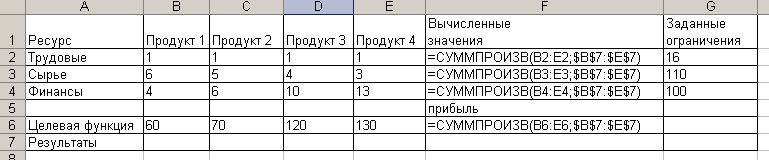 A B C D E F G
1 Ресурс Продукт 1 Продукт 2 Продукт 3 Продукт 4 Вычисленные значения Заданные ограничения
2 Трудовые 1 1 1 1 =СУММПРОИЗВ(B2:E2;$B$7:$E$7) 16
3 Сырье 6 5 4 3 =СУММПРОИЗВ(B3:E3;$B$7:$E$7) 110
4 Финансы 4 6 10 13 =СУММПРОИЗВ(B4:E4;$B$7:$E$7) 100
5 прибыль
6 Целевая функция 60 70 120 130 =СУММПРОИЗВ(B6:E6;$B$7:$E$7)
7 Результаты
8